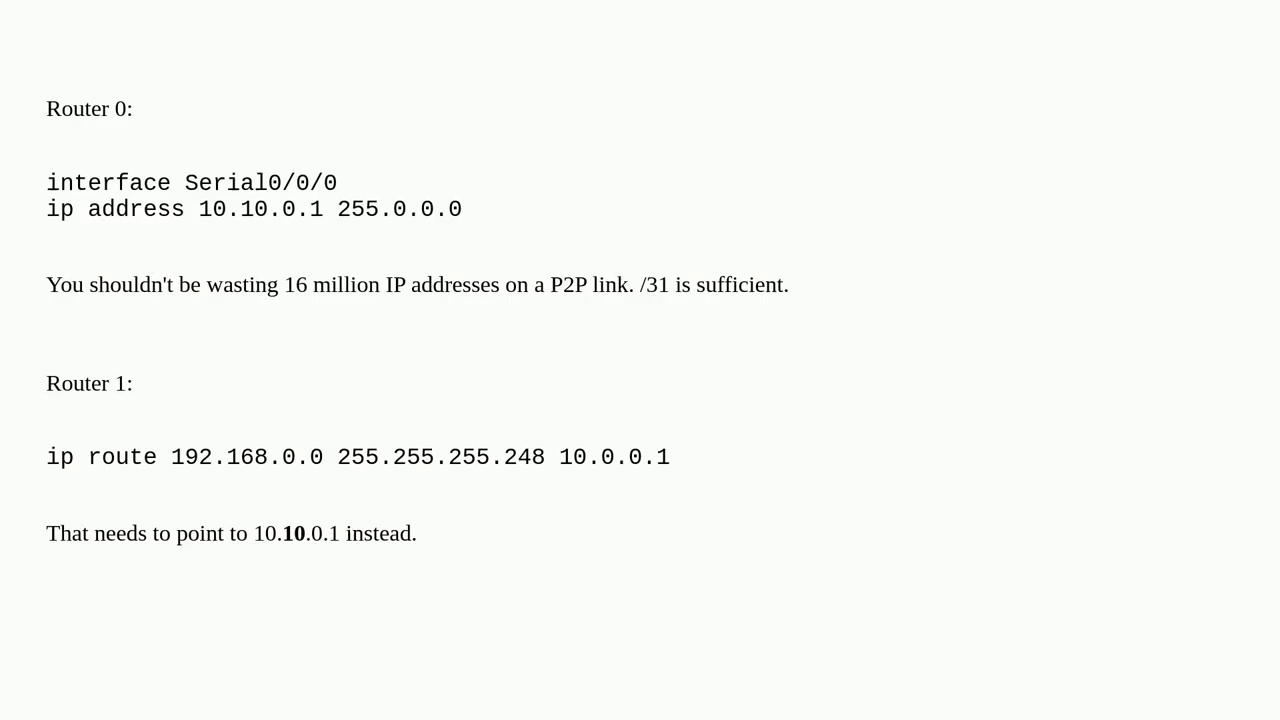 Router 0:
interface Serial0/0/0
ip address 10.10.0.1 255.0.0.0
You shouldn't be wasting 16 million IP addresses on a P2P link. /31 is sufficient.
Router 1:
ip route 192.168.0.0 255.255.255.248 10.0.0.1
That needs to point to 10.10.0.1 instead.